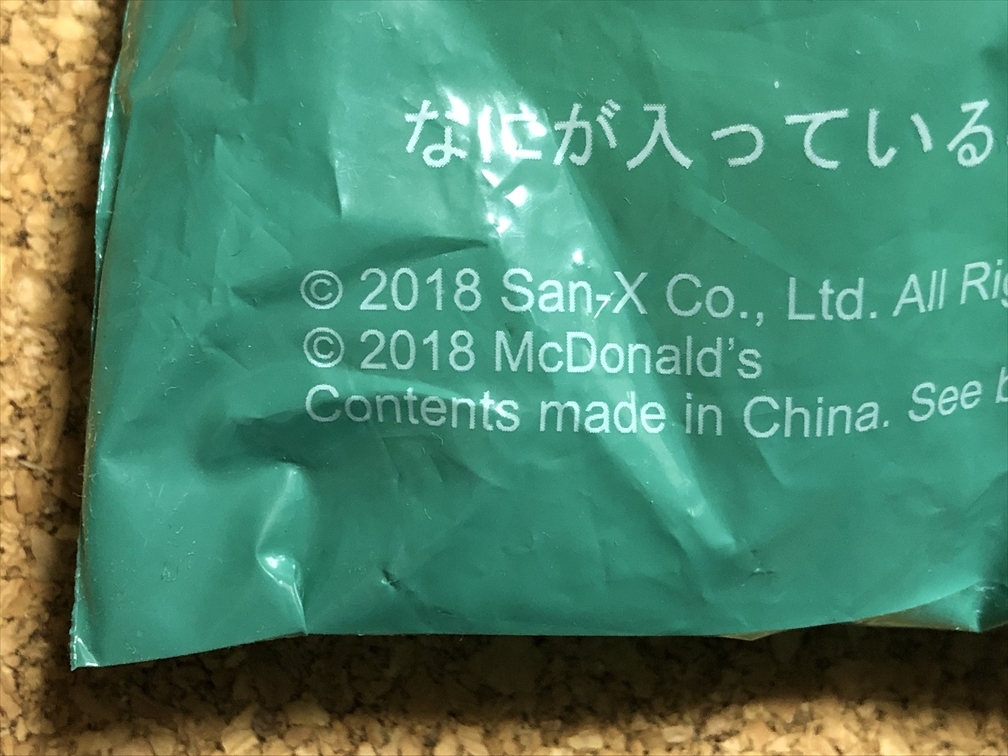 なにが入っている
© 2018 San-X Co., Ltd. All
© 2018 McDonald's
Contents made in China. See